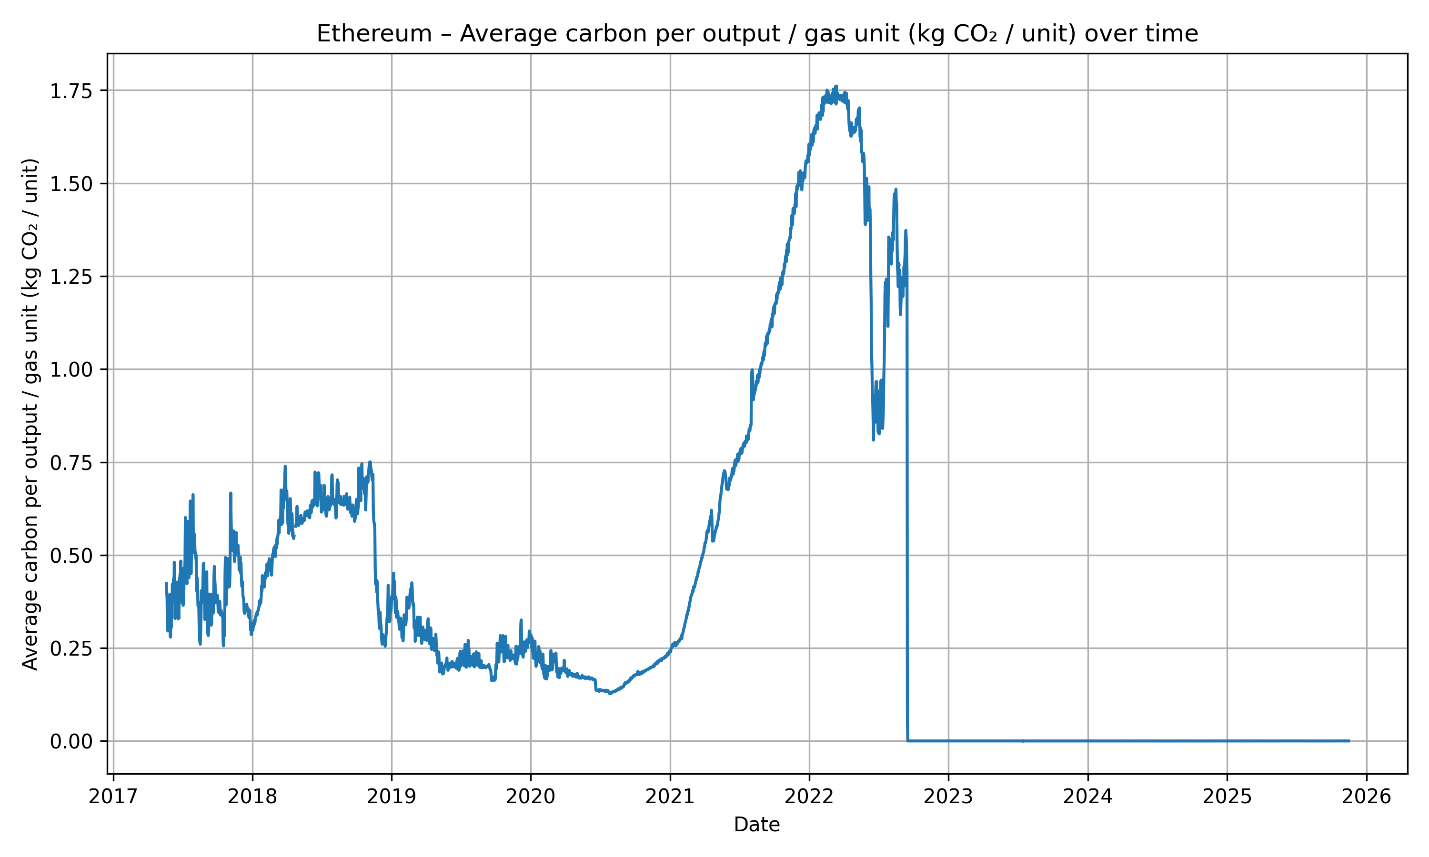 Ethereum – Average carbon per output / gas unit (kg CO₂ / unit) over time
Average carbon per output / gas unit (kg CO₂ / unit)
1.75
1.50
1.25
1.00
0.75
0.50
0.25
0.00
2017 2018 2019 2020 2021 2022 2023 2024 2025 2026
Date